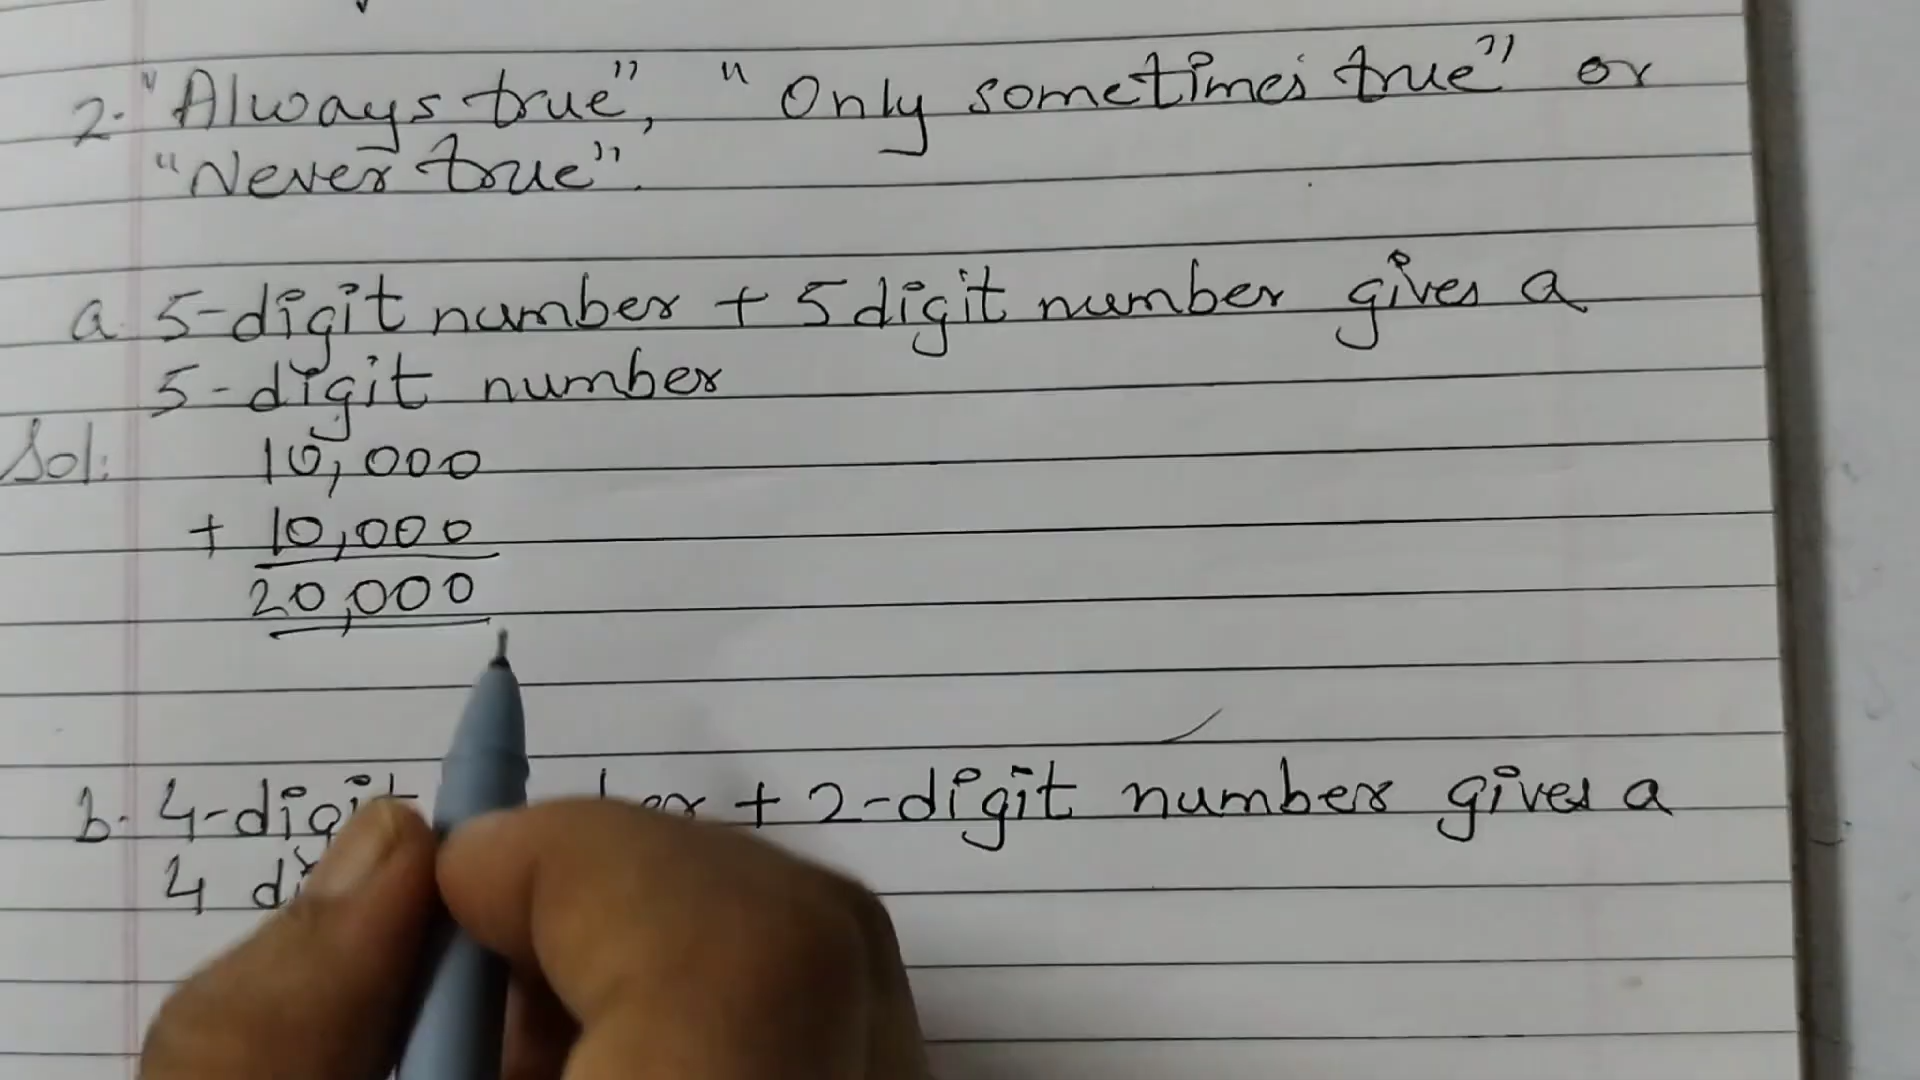 2. "Always true", "Only sometimes true" or
"Never true".
a. 5-digit number + 5 digit number gives a
5-digit number
Sol: 10,000
+ 10,000
20,000
b. 4-digit + 2-digit number gives a
4